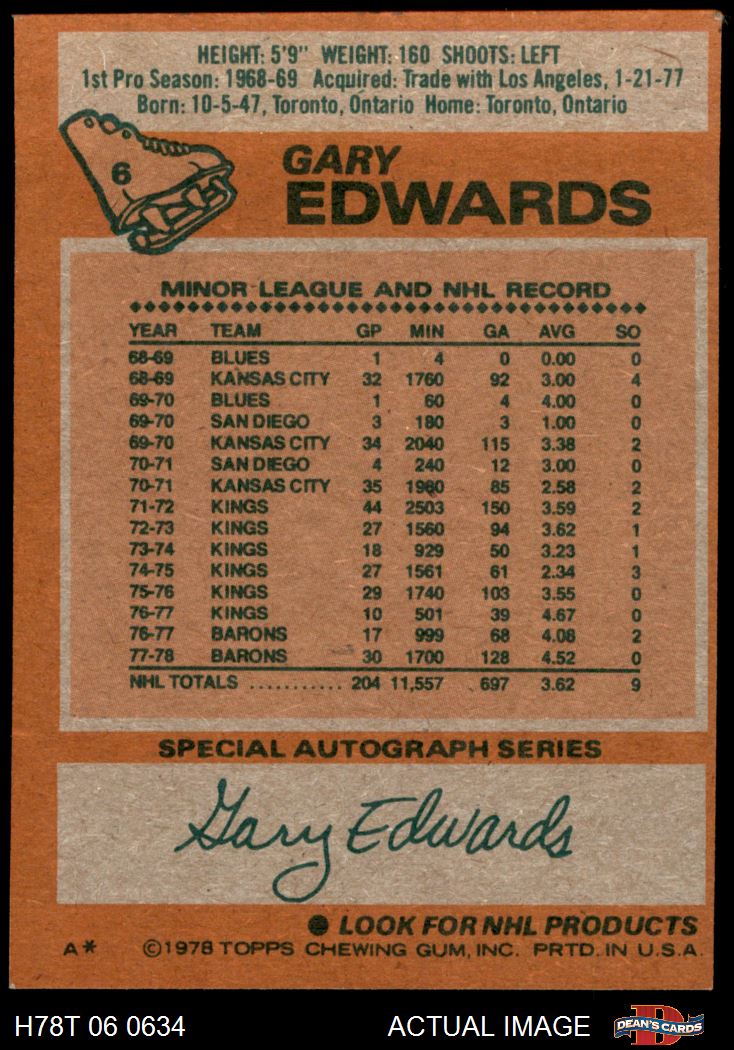 HEIGHT: 5'9" WEIGHT: 160 SHOOTS: LEFT
1st Pro Season: 1968-69 Acquired: Trade with Los Angeles, 1-21-77
Born: 10-5-47, Toronto, Ontario Home: Toronto, Ontario
6
GARY
EDWARDS
MINOR LEAGUE AND NHL RECORD
YEAR TEAM GP MIN GA AVG SO
68-69 BLUES 1 4 0 0.00 0
68-69 KANSAS CITY 32 1760 92 3.00 4
69-70 BLUES 1 60 4 4.00 0
69-70 SAN DIEGO 3 180 3 1.00 0
69-70 KANSAS CITY 34 2040 115 3.38 2
70-71 SAN DIEGO 4 240 12 3.00 0
70-71 KANSAS CITY 35 1980 85 2.58 2
71-72 KINGS 44 2503 150 3.59 2
72-73 KINGS 27 1560 94 3.62 1
73-74 KINGS 18 929 50 3.23 1
74-75 KINGS 27 1561 61 2.34 3
75-76 KINGS 29 1740 103 3.55 0
76-77 KINGS 10 501 39 4.67 0
76-77 BARONS 17 999 68 4.08 2
77-78 BARONS 30 1700 128 4.52 0
NHL TOTALS ........... 204 11,557 697 3.62 9
SPECIAL AUTOGRAPH SERIES
Gary Edwards
● LOOK FOR NHL PRODUCTS
A* ©1978 TOPPS CHEWING GUM, INC. PRTD. IN U.S.A.
H78T 06 0634 ACTUAL IMAGE D DEAN'S CARDS